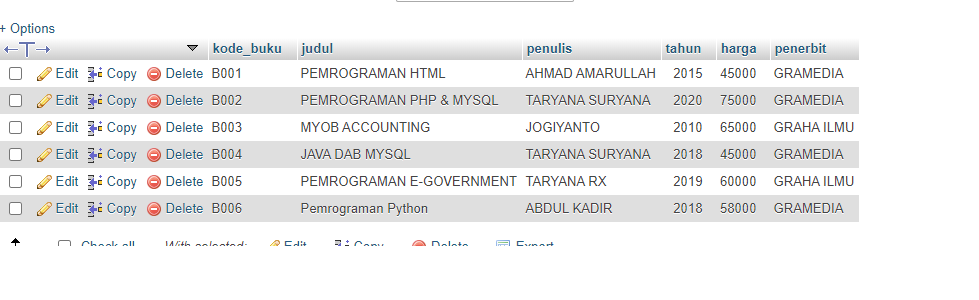 + Options
←T→ kode_buku judul penulis tahun harga penerbit
Edit Copy Delete B001 PEMROGRAMAN HTML AHMAD AMARULLAH 2015 45000 GRAMEDIA
Edit Copy Delete B002 PEMROGRAMAN PHP & MYSQL TARYANA SURYANA 2020 75000 GRAMEDIA
Edit Copy Delete B003 MYOB ACCOUNTING JOGIYANTO 2010 65000 GRAHA ILMU
Edit Copy Delete B004 JAVA DAB MYSQL TARYANA SURYANA 2018 45000 GRAMEDIA
Edit Copy Delete B005 PEMROGRAMAN E-GOVERNMENT TARYANA RX 2019 60000 GRAHA ILMU
Edit Copy Delete B006 Pemrograman Python ABDUL KADIR 2018 58000 GRAMEDIA
Check all With selected: Edit Copy Delete Export